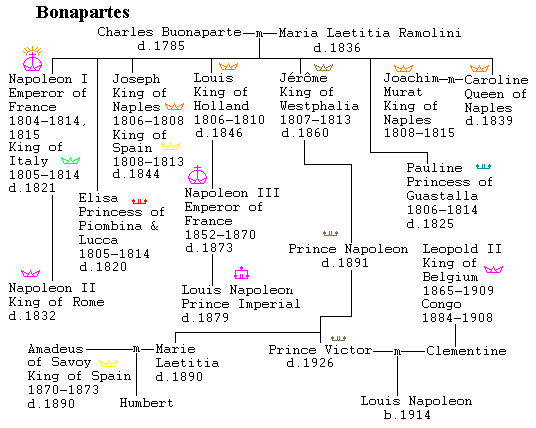 Bonapartes
Charles Buonaparte m Maria Laetitia Ramolini
d.1785
d.1836
Napoleon I
Emperor of
France
1804-1814,
1815
King of
Italy
1805-1814
d.1821
Joseph
King of
Naples
1806-1808
King of
Spain
1808-1813
d.1844
Louis
King of
Holland
1806-1810
d.1846
Jérôme
King of
Westphalia
1807-1813
d.1860
Joachim m Caroline
Murat
King of
Naples
1808-1815
Queen of
Naples
d.1839
Elisa
Princess of
Piombina &
Lucca
1805-1814
d.1820
Napoleon III
Emperor of
France
1852-1870
d.1873
Pauline
Princess of
Guastalla
1806-1814
d.1825
Prince Napoleon
d.1891
Leopold II
King of
Belgium
1865-1909
Congo
1884-1908
Napoleon II
King of Rome
d.1832
Louis Napoleon
Prince Imperial
d.1879
Amadeus m Marie
of Savoy
King of Spain
1870-1873
d.1890
Laetitia
d.1890
Prince Victor m Clementine
d.1926
Humbert
Louis Napoleon
b.1914